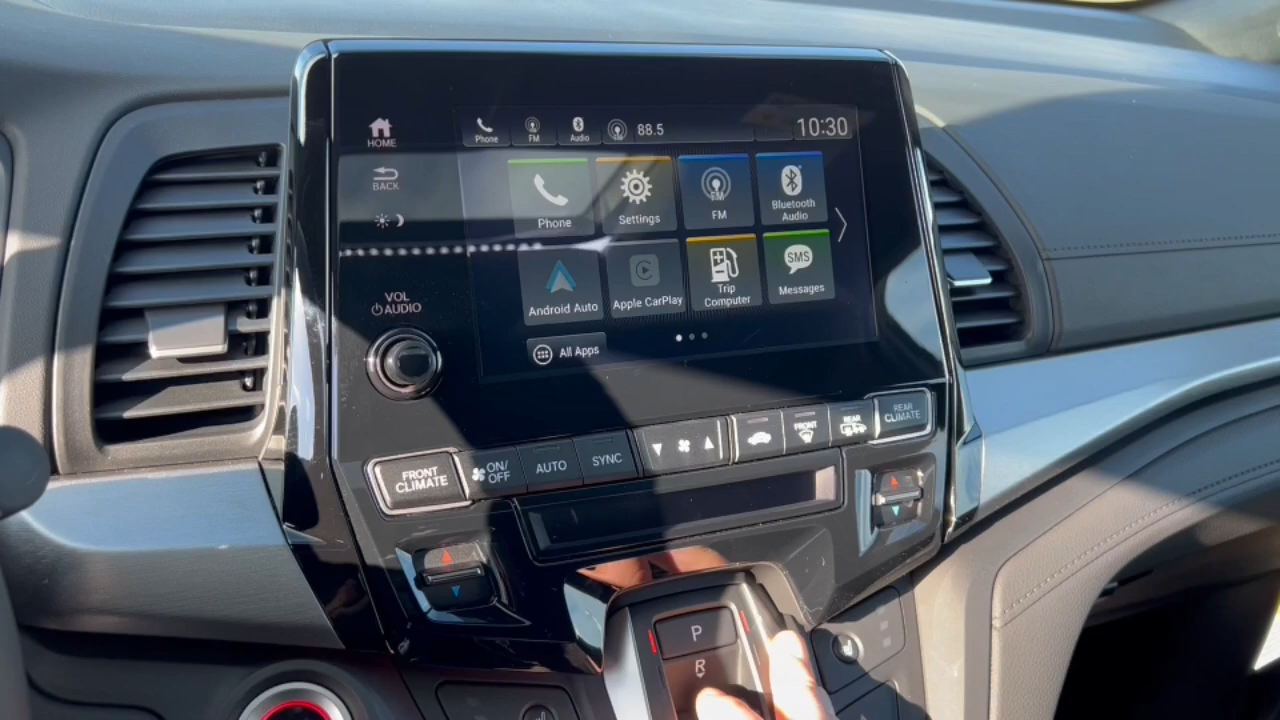 HOME
Phone
FM
Audio
88.5
10:30
BACK
Phone
Settings
FM
Bluetooth
Audio
Android Auto
Apple CarPlay
Trip
Computer
SMS
Messages
All Apps
VOL
AUDIO
FRONT
CLIMATE
ON/
OFF
AUTO
SYNC
FRONT
REAR
REAR
CLIMATE
P
R